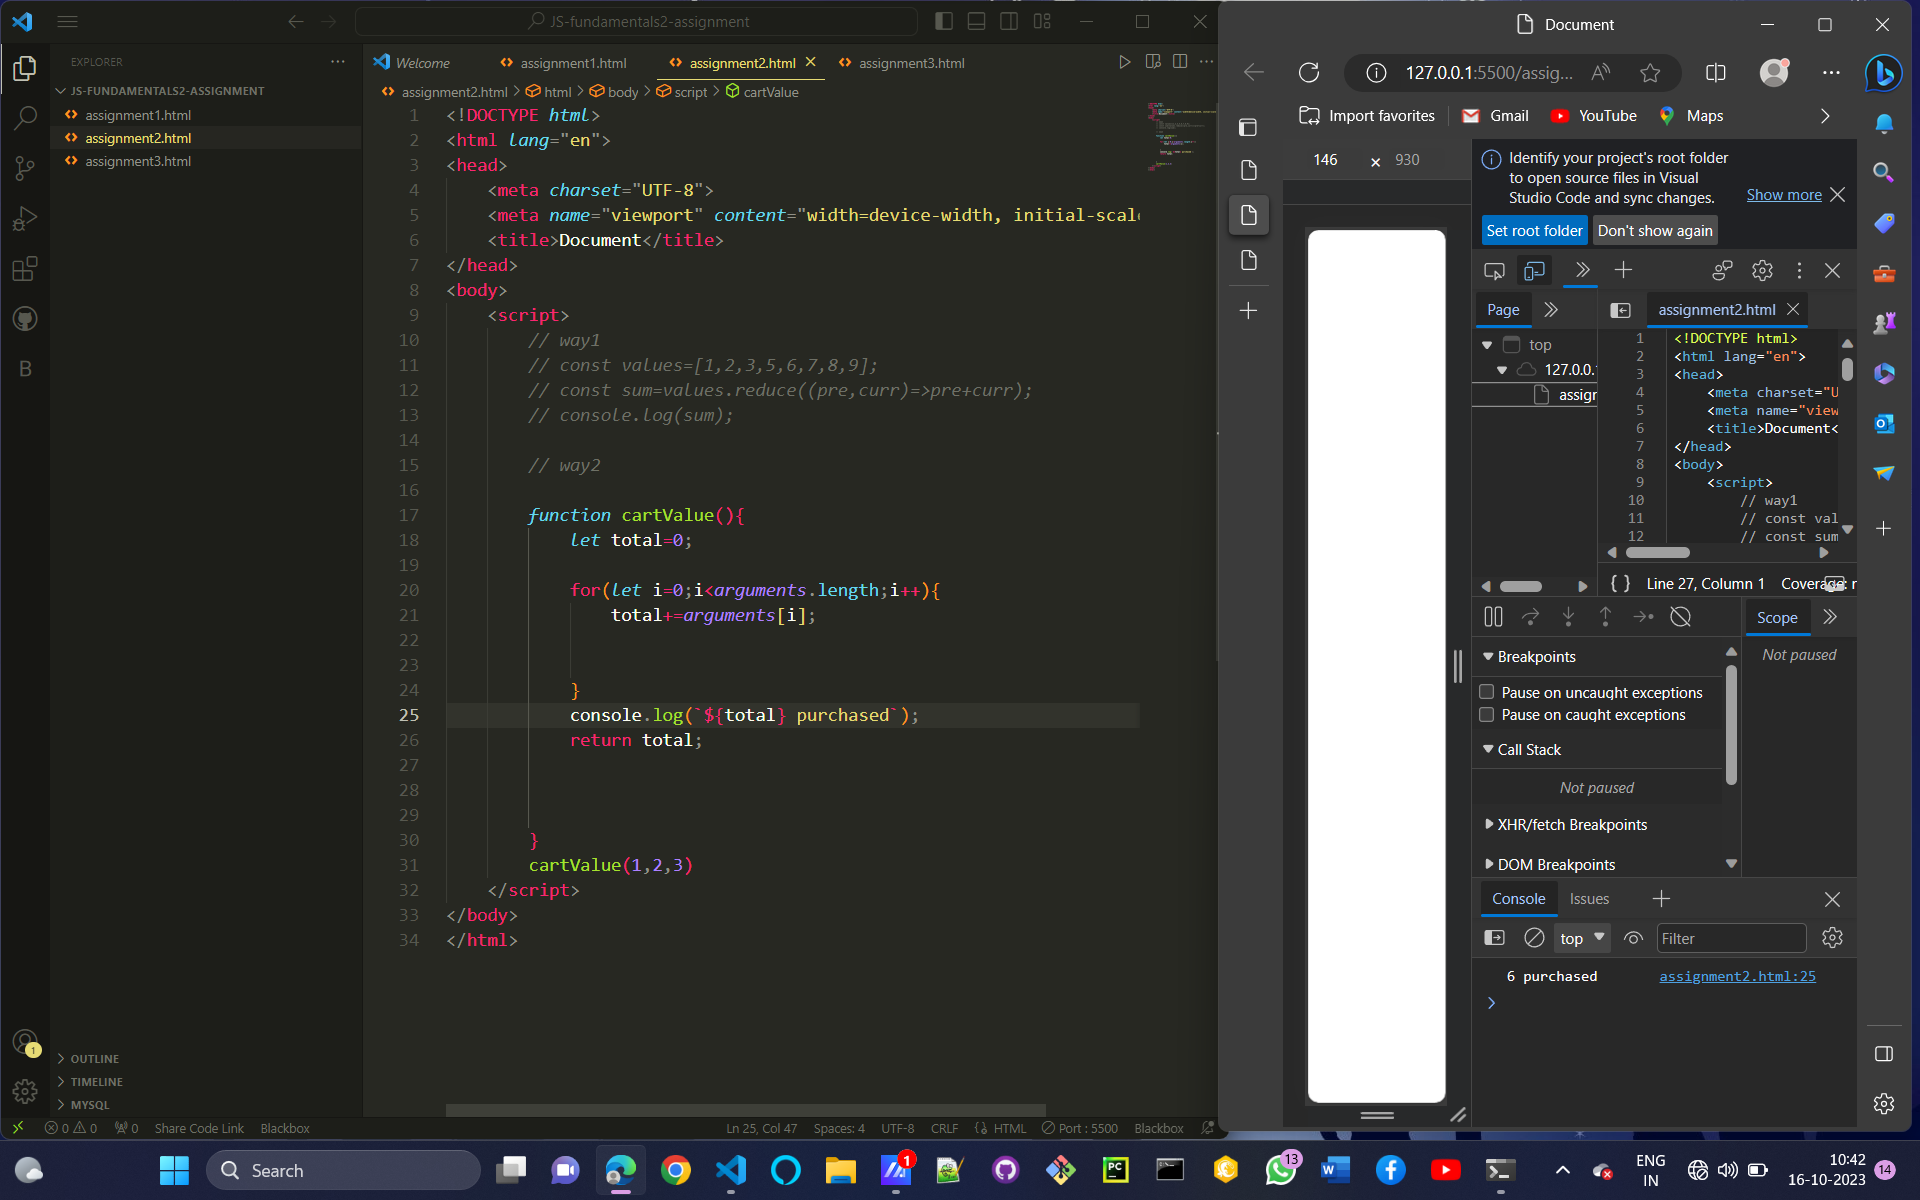 JS-fundamentals2-assignment
EXPLORER
JS-FUNDAMENTALS2-ASSIGNMENT
assignment1.html
assignment2.html
assignment3.html
OUTLINE
TIMELINE
MYSQL
Welcome
assignment1.html
assignment2.html
assignment3.html
assignment2.html > html > body > script > cartValue
1 <!DOCTYPE html>
2 <html lang="en">
3 <head>
4 <meta charset="UTF-8">
5 <meta name="viewport" content="width=device-width, initial-scale
6 <title>Document</title>
7 </head>
8 <body>
9 <script>
10 // way1
11 // const values=[1,2,3,5,6,7,8,9];
12 // const sum=values.reduce((pre,curr)=>pre+curr);
13 // console.log(sum);
14
15 // way2
16
17 function cartValue(){
18 let total=0;
19
20 for(let i=0;i<arguments.length;i++){
21 total+=arguments[i];
22
23
24 }
25 console.log(`${total} purchased`);
26 return total;
27
28
29
30 }
31 cartValue(1,2,3)
32 </script>
33 </body>
34 </html>
1
0 0 0 Share Code Link Blackbox Ln 25, Col 47 Spaces: 4 UTF-8 CRLF HTML Port : 5500 Blackbox
Document
127.0.0.1:5500/assig...
Import favorites Gmail YouTube Maps
146 × 930
Identify your project's root folder
to open source files in Visual
Studio Code and sync changes.
Show more
Set root folder
Don't show again
Page
assignment2.html
top
127.0.0.
assign
1 <!DOCTYPE html>
2 <html lang="en">
3 <head>
4 <meta charset="U
5 <meta name="view
6 <title>Document<
7 </head>
8 <body>
9 <script>
10 // way1
11 // const val
12 // const sum
{ } Line 27, Column 1 Coverage: n
Scope
Not paused
Breakpoints
Pause on uncaught exceptions
Pause on caught exceptions
Call Stack
Not paused
XHR/fetch Breakpoints
DOM Breakpoints
Console Issues
top Filter
6 purchased assignment2.html:25
Search
1
PC
13
ENG
IN
10:42
16-10-2023
14